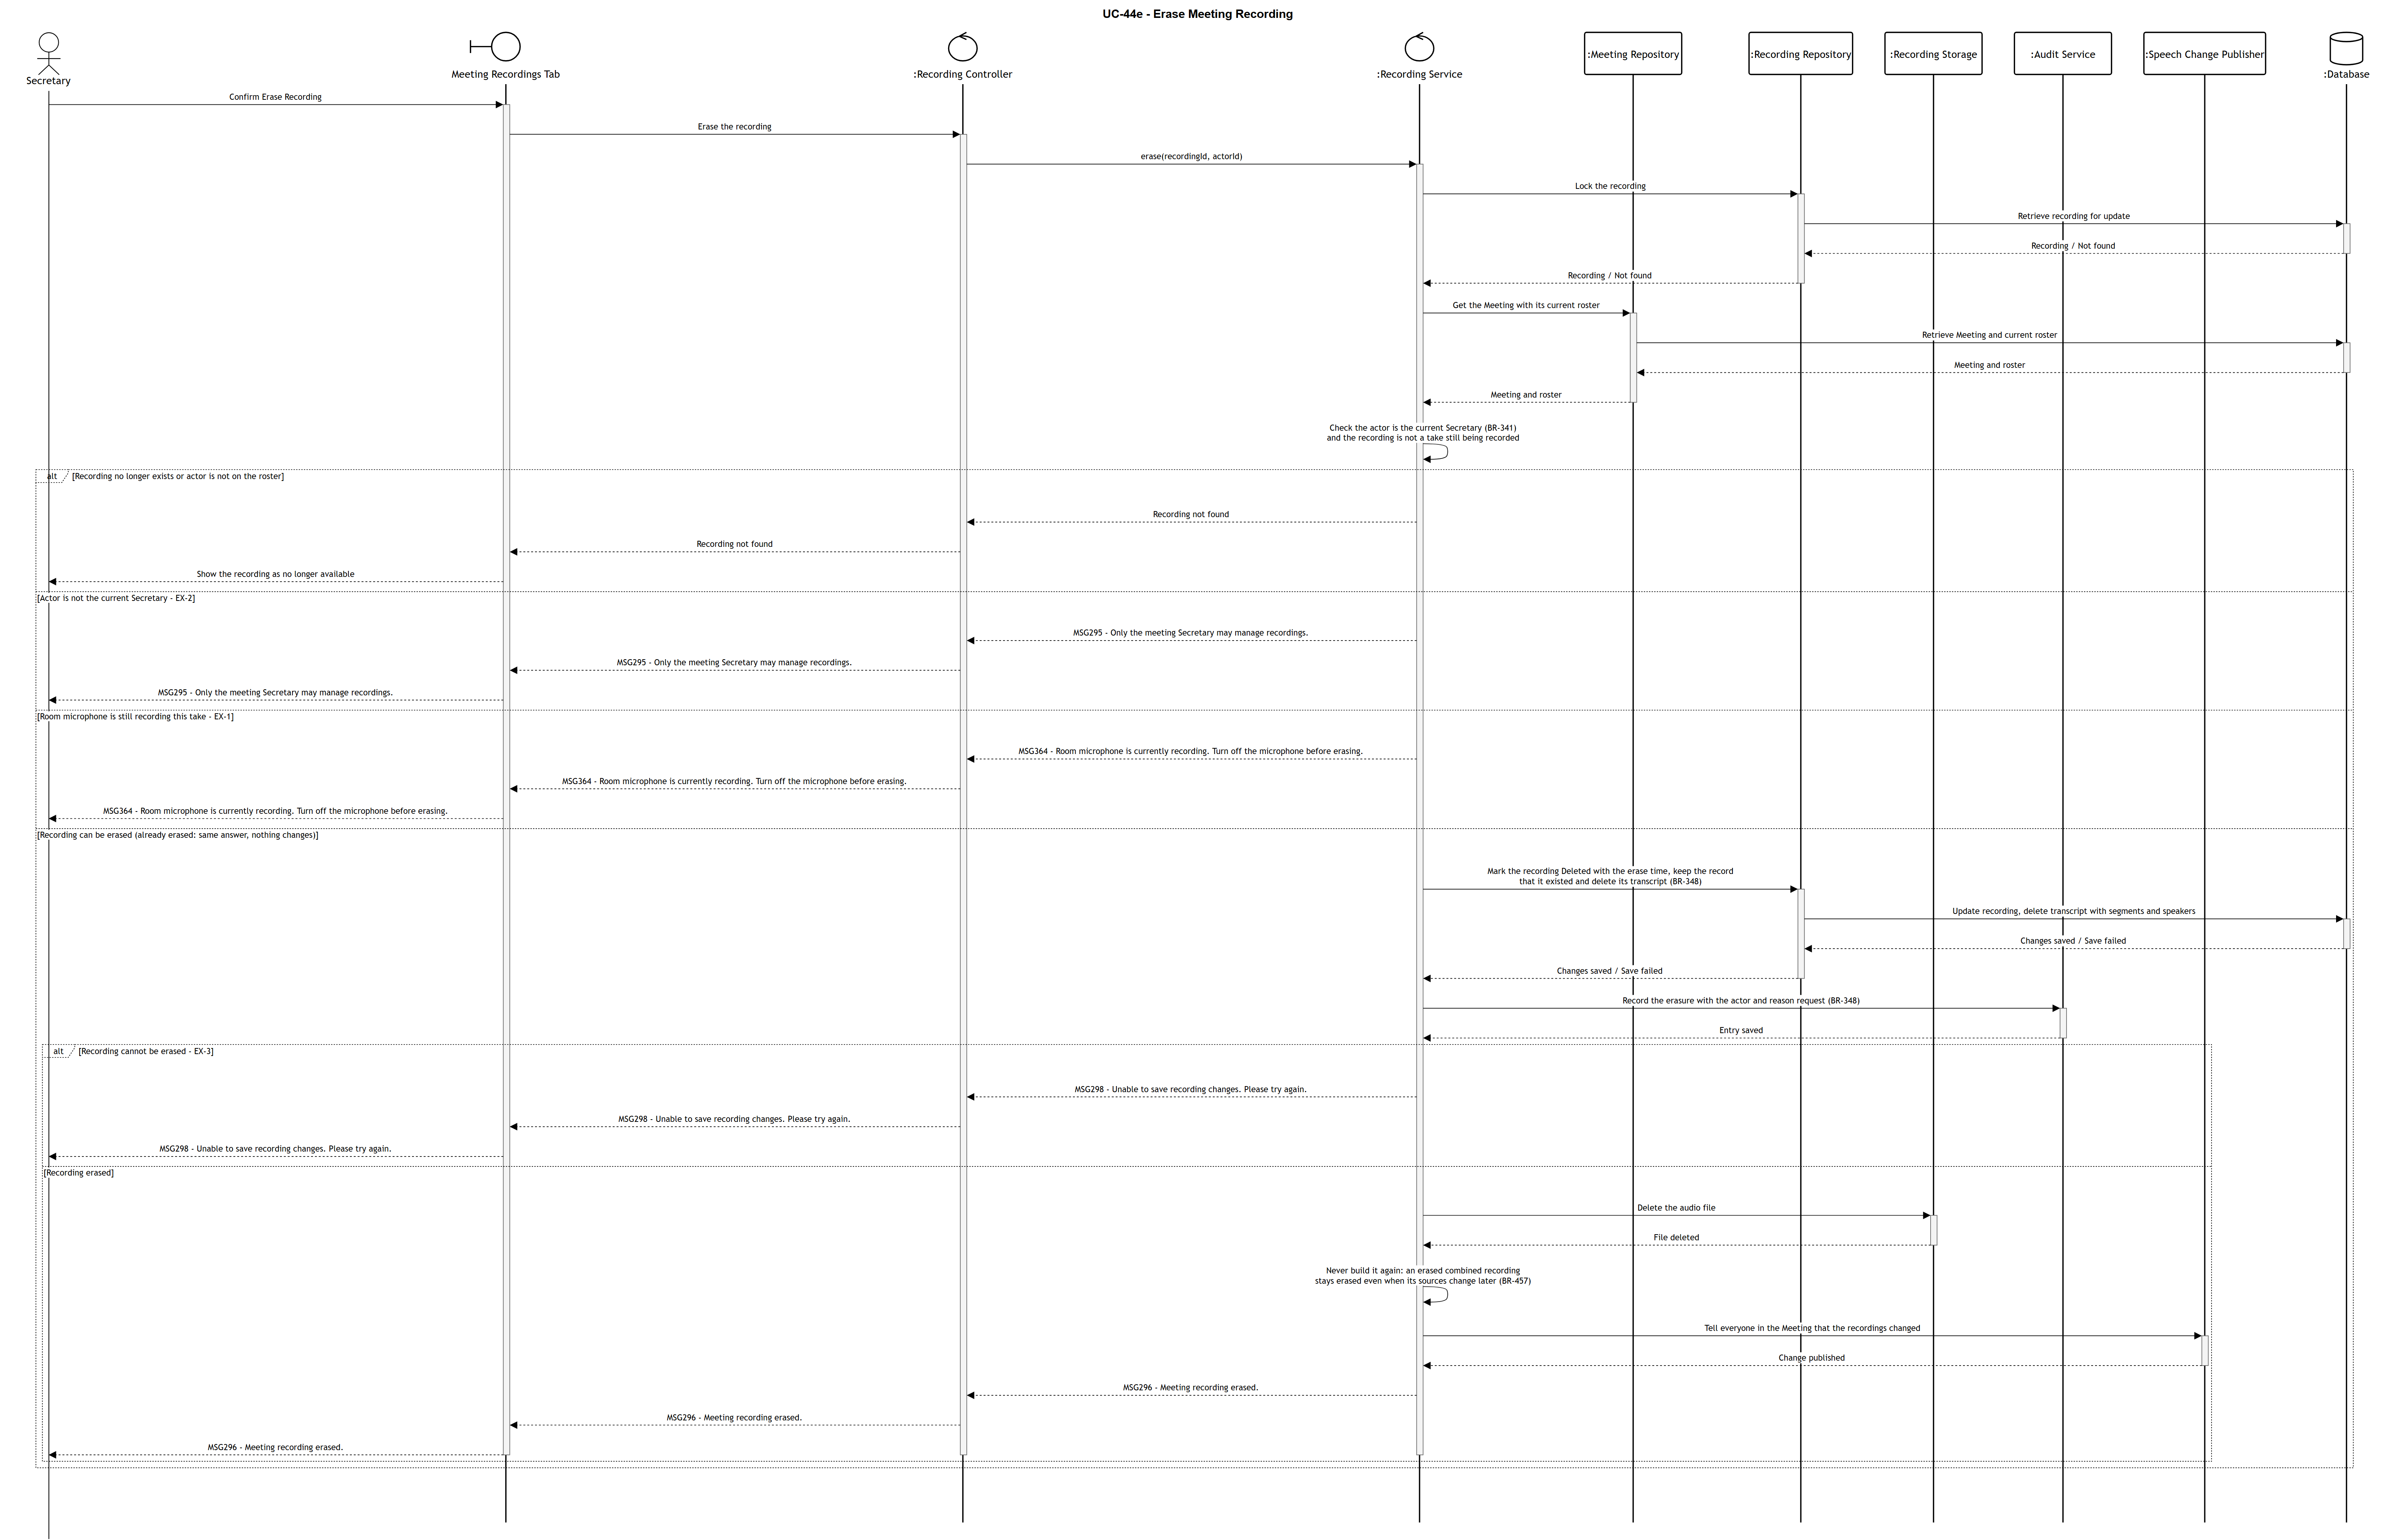 UC-44e - Erase Meeting Recording
Secretary
Meeting Recordings Tab
:Recording Controller
:Recording Service
:Meeting Repository
:Recording Repository
:Recording Storage
:Audit Service
:Speech Change Publisher
:Database
Confirm Erase Recording
Erase the recording
erase(recordingId, actorId)
Lock the recording
Retrieve recording for update
Recording / Not found
Recording / Not found
Get the Meeting with its current roster
Retrieve Meeting and current roster
Meeting and roster
Meeting and roster
Check the actor is the current Secretary (BR-341)
and the recording is not a take still being recorded
alt
[Recording no longer exists or actor is not on the roster]
Recording not found
Recording not found
Show the recording as no longer available
[Actor is not the current Secretary - EX-2]
MSG295 - Only the meeting Secretary may manage recordings.
MSG295 - Only the meeting Secretary may manage recordings.
MSG295 - Only the meeting Secretary may manage recordings.
[Room microphone is still recording this take - EX-1]
MSG364 - Room microphone is currently recording. Turn off the microphone before erasing.
MSG364 - Room microphone is currently recording. Turn off the microphone before erasing.
MSG364 - Room microphone is currently recording. Turn off the microphone before erasing.
[Recording can be erased (already erased: same answer, nothing changes)]
Mark the recording Deleted with the erase time, keep the record
that it existed and delete its transcript (BR-348)
Update recording, delete transcript with segments and speakers
Changes saved / Save failed
Changes saved / Save failed
Record the erasure with the actor and reason request (BR-348)
Entry saved
alt
[Recording cannot be erased - EX-3]
MSG298 - Unable to save recording changes. Please try again.
MSG298 - Unable to save recording changes. Please try again.
MSG298 - Unable to save recording changes. Please try again.
[Recording erased]
Delete the audio file
File deleted
Never build it again: an erased combined recording
stays erased even when its sources change later (BR-457)
Tell everyone in the Meeting that the recordings changed
Change published
MSG296 - Meeting recording erased.
MSG296 - Meeting recording erased.
MSG296 - Meeting recording erased.